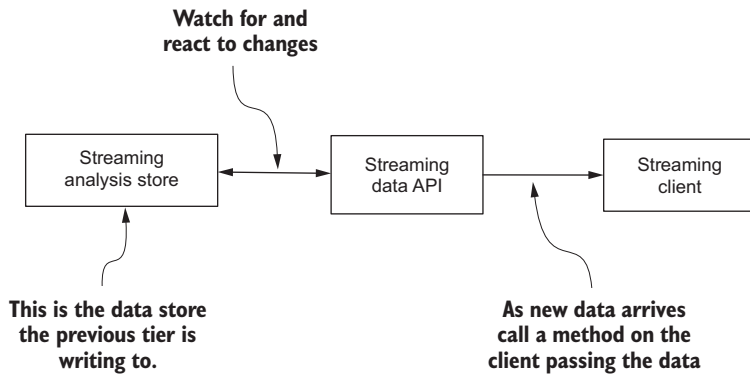 Watch for and
react to changes
Streaming
analysis store
Streaming
data API
Streaming
client
This is the data store
the previous tier is
writing to.
As new data arrives
call a method on the
client passing the data